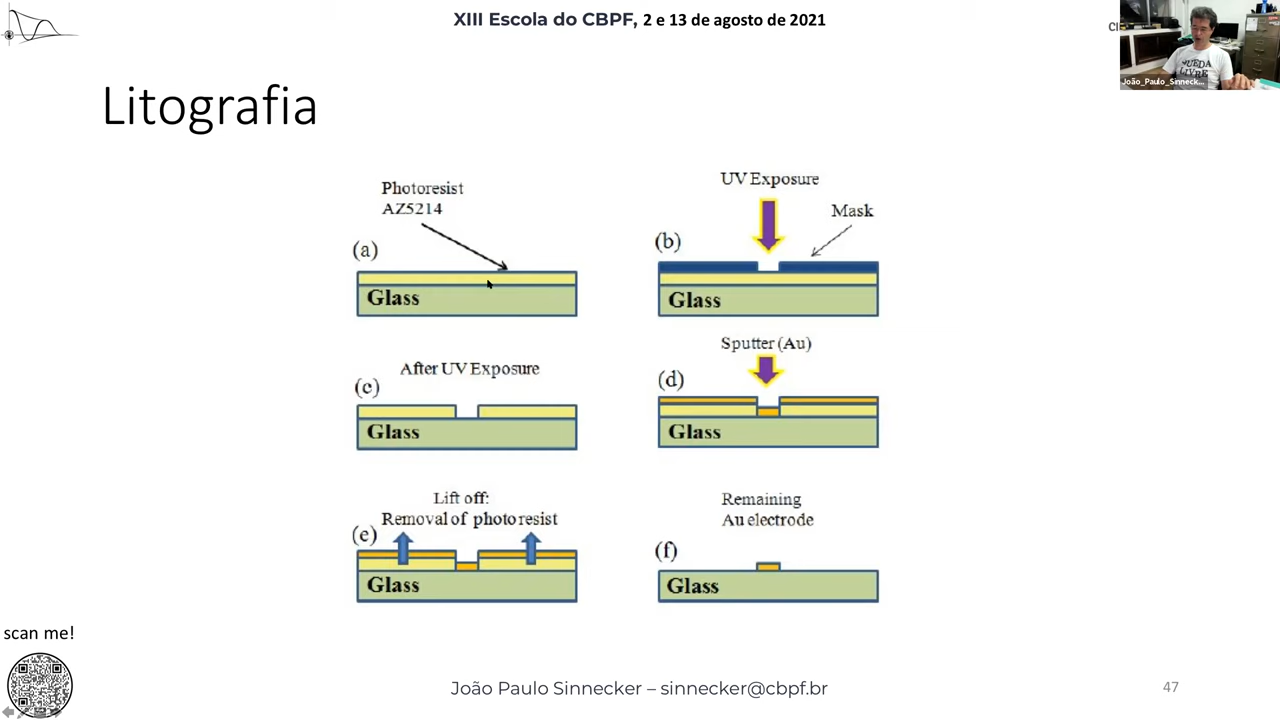 XIII Escola do CBPF, 2 e 13 de agosto de 2021
João_Paulo_Sinneck...
Litografia
Photoresist
AZ5214
(a)
Glass
UV Exposure
Mask
(b)
Glass
After UV Exposure
(c)
Glass
Sputter (Au)
(d)
Glass
Lift off:
Removal of photoresist
(e)
Glass
Remaining
Au electrode
(f)
Glass
scan me!
João Paulo Sinnecker – sinnecker@cbpf.br
47